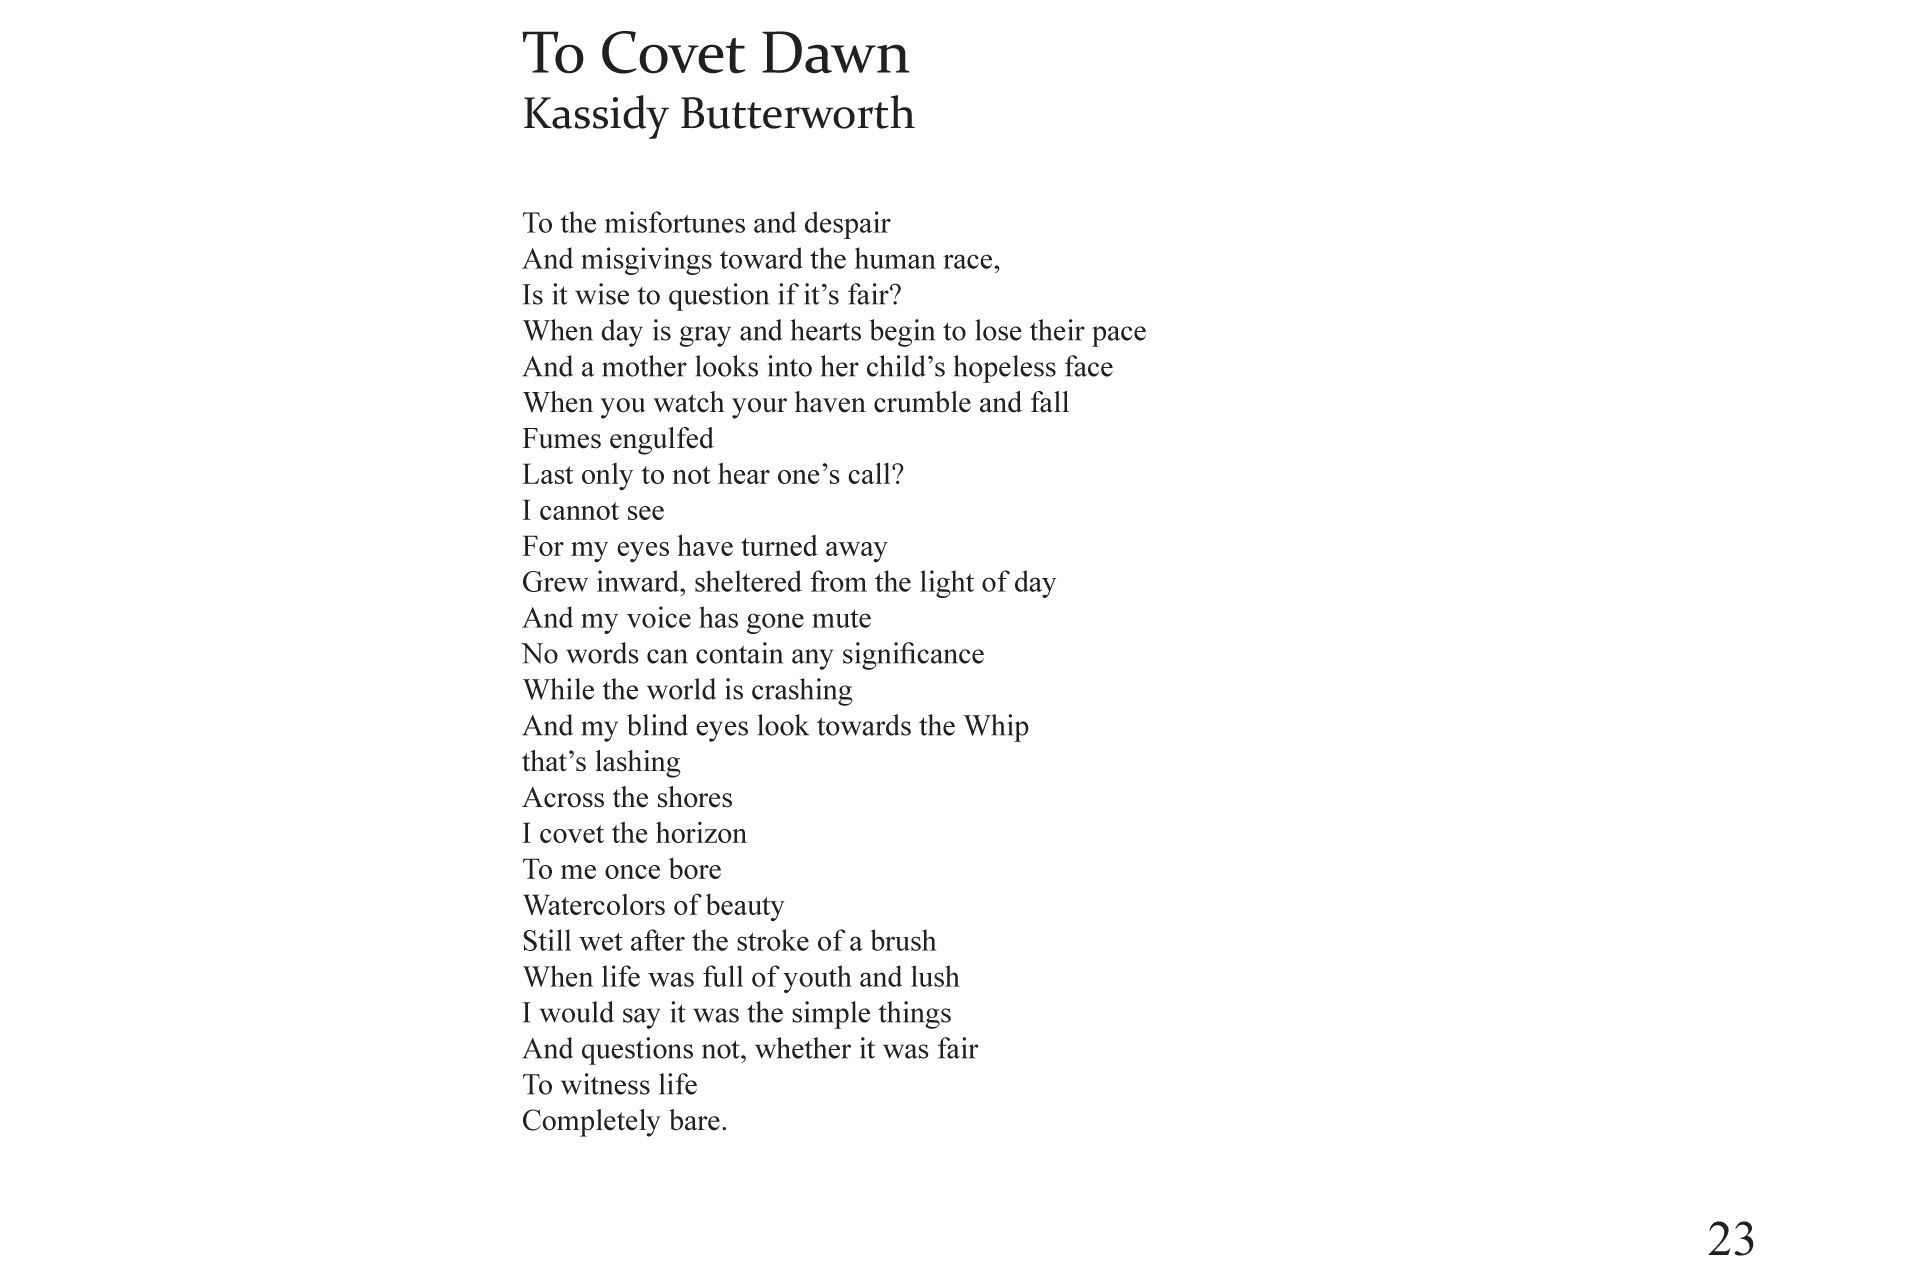 To Covet Dawn
Kassidy Butterworth
To the misfortunes and despair
And misgivings toward the human race,
Is it wise to question if it’s fair?
When day is gray and hearts begin to lose their pace
And a mother looks into her child’s hopeless face
When you watch your haven crumble and fall
Fumes engulfed
Last only to not hear one’s call?
I cannot see
For my eyes have turned away
Grew inward, sheltered from the light of day
And my voice has gone mute
No words can contain any significance
While the world is crashing
And my blind eyes look towards the Whip
that’s lashing
Across the shores
I covet the horizon
To me once bore
Watercolors of beauty
Still wet after the stroke of a brush
When life was full of youth and lush
I would say it was the simple things
And questions not, whether it was fair
To witness life
Completely bare.
23